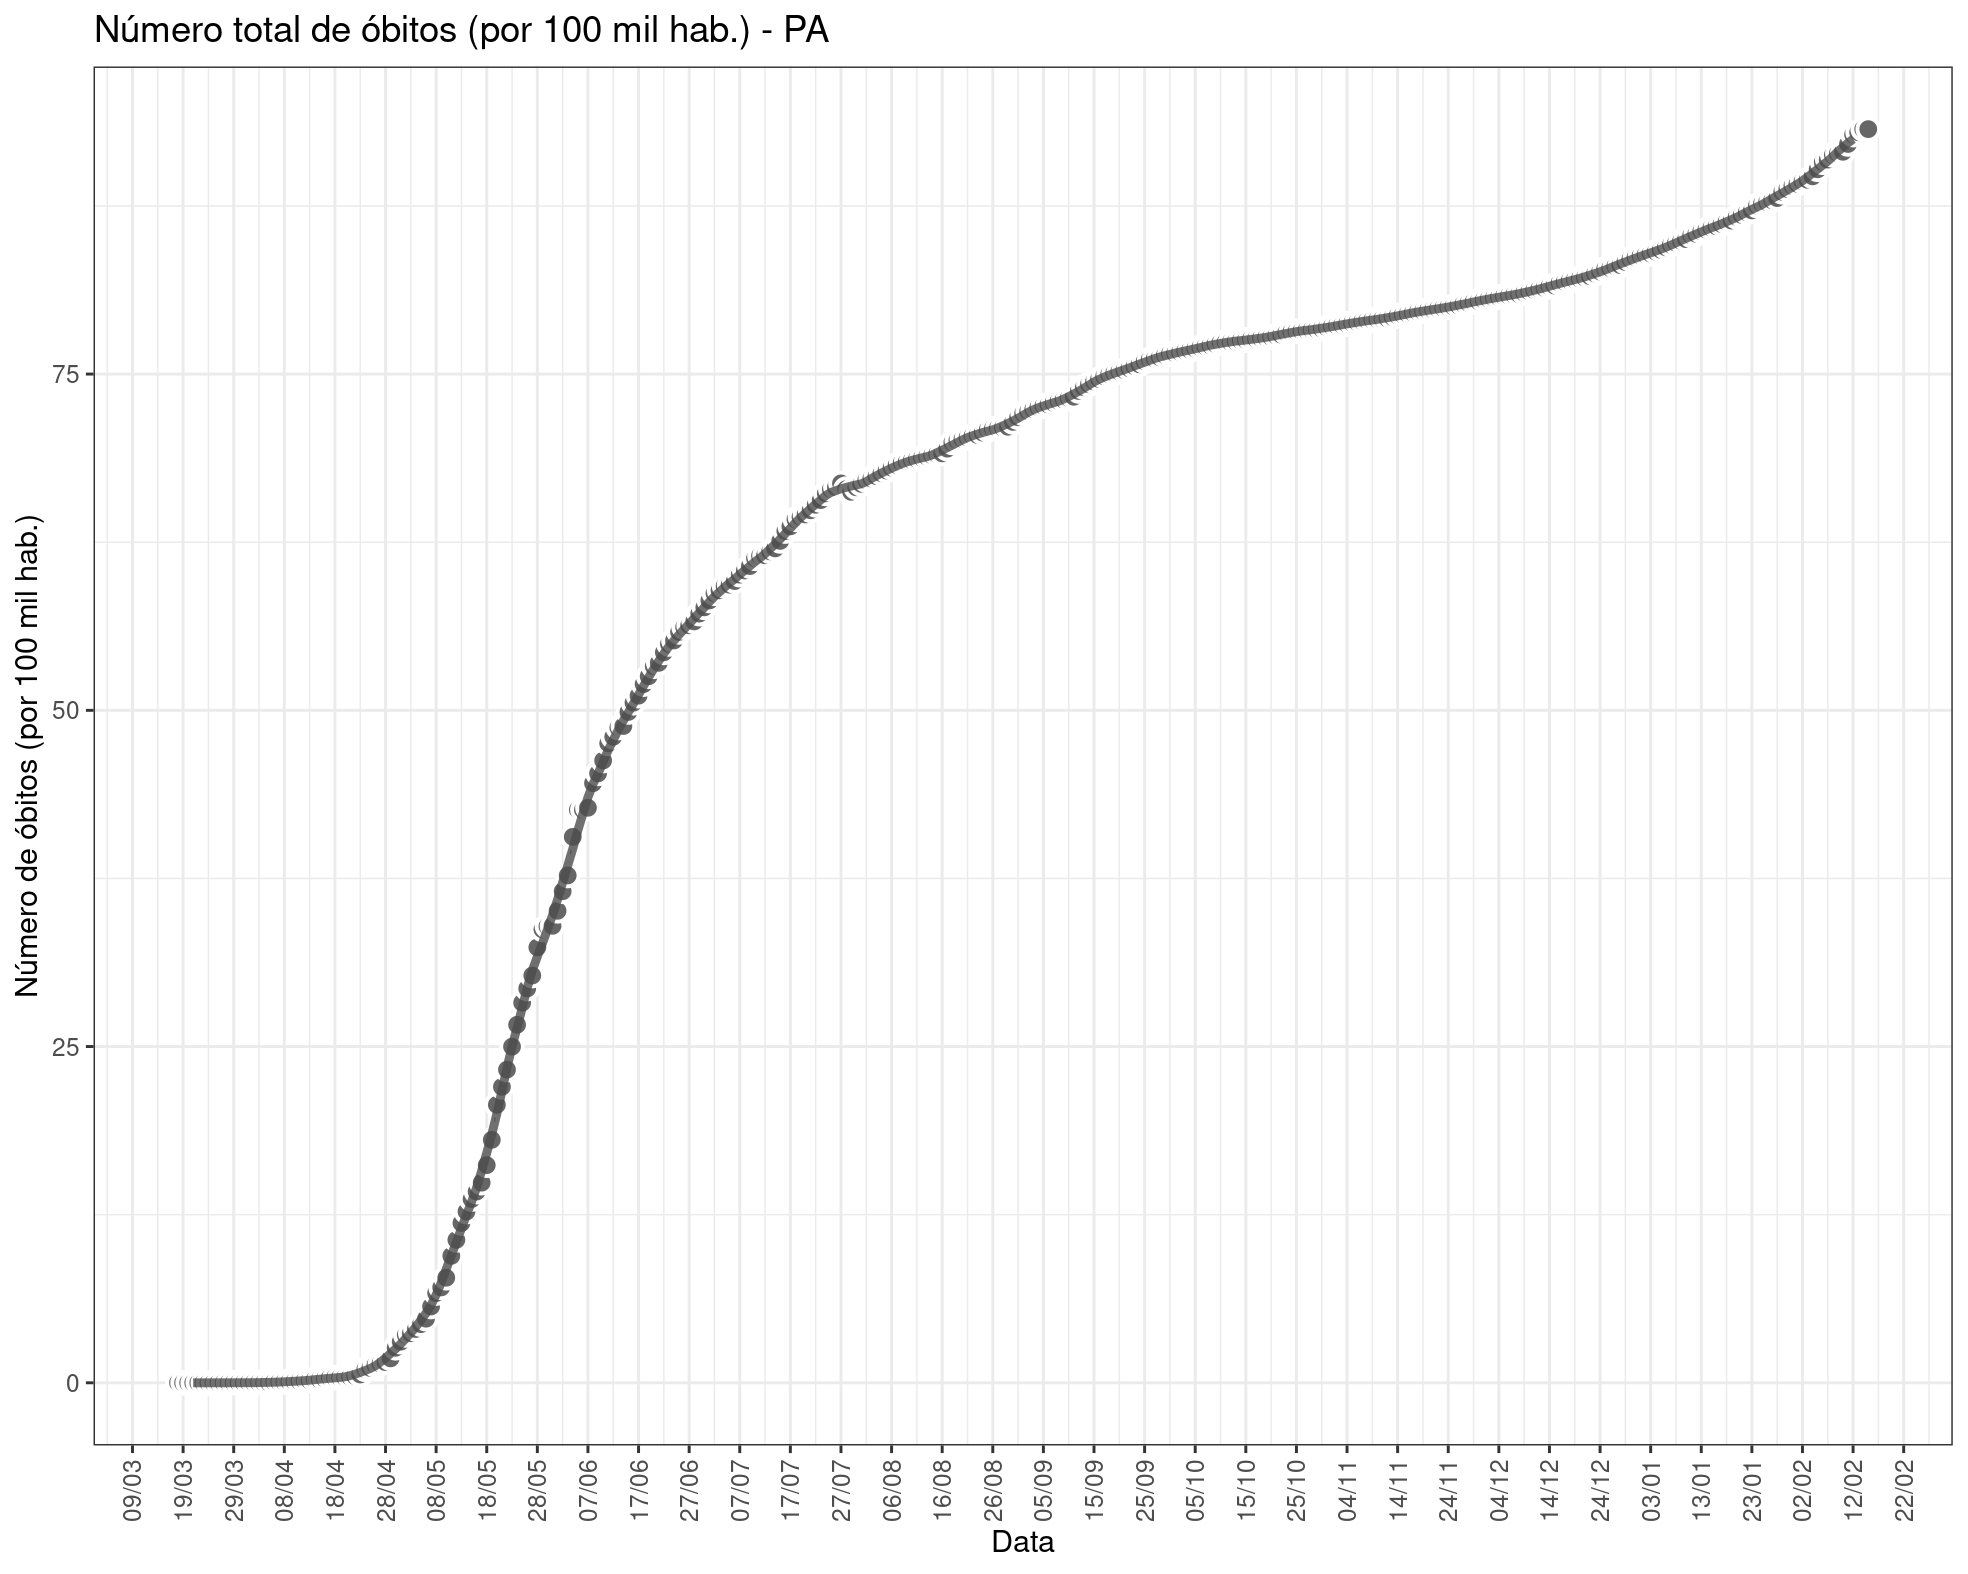 Número total de óbitos (por 100 mil hab.) - PA
Número de óbitos (por 100 mil hab.)
75
50
25
0
09/03 19/03 29/03 08/04 18/04 28/04 08/05 18/05 28/05 07/06 17/06 27/06 07/07 17/07 27/07 06/08 16/08 26/08 05/09 15/09 25/09 05/10 15/10 25/10 04/11 14/11 24/11 04/12 14/12 24/12 03/01 13/01 23/01 02/02 12/02 22/02
Data